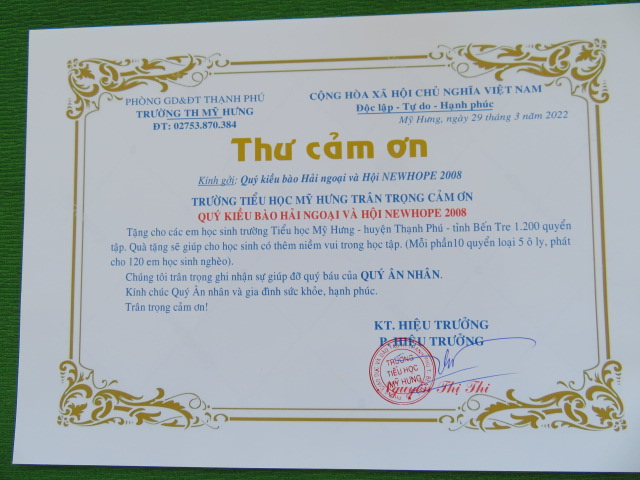 PHÒNG GD&ĐT THẠNH PHÚ
TRƯỜNG TH MỸ HƯNG
ĐT: 02753.870.384
CỘNG HÒA XÃ HỘI CHỦ NGHĨA VIỆT NAM
Độc lập - Tự do - Hạnh phúc
Mỹ Hưng, ngày 29 tháng 3 năm 2022
Thư cảm ơn
Kính gởi: Quý kiều bào Hải ngoại và Hội NEWHOPE 2008
TRƯỜNG TIỂU HỌC MỸ HƯNG TRÂN TRỌNG CẢM ƠN
QUÝ KIỀU BÀO HẢI NGOẠI VÀ HỘI NEWHOPE 2008
Tặng cho các em học sinh trường Tiểu học Mỹ Hưng - huyện Thạnh Phú - tỉnh Bến Tre 1.200 quyển
tập. Quà tặng sẽ giúp cho học sinh có thêm niềm vui trong học tập. (Mỗi phần10 quyển loại 5 ô ly, phát
cho 120 em học sinh nghèo).
Chúng tôi trân trọng ghi nhận sự giúp đỡ quý báu của QUÝ ÂN NHÂN.
Kính chúc Quý Ân nhân và gia đình sức khỏe, hạnh phúc.
Trân trọng cảm ơn!
KT. HIỆU TRƯỞNG
P. HIỆU TRƯỞNG
TRƯỜNG
TIỂU HỌC
MỸ HƯNG
Nguyễn Thị Thi